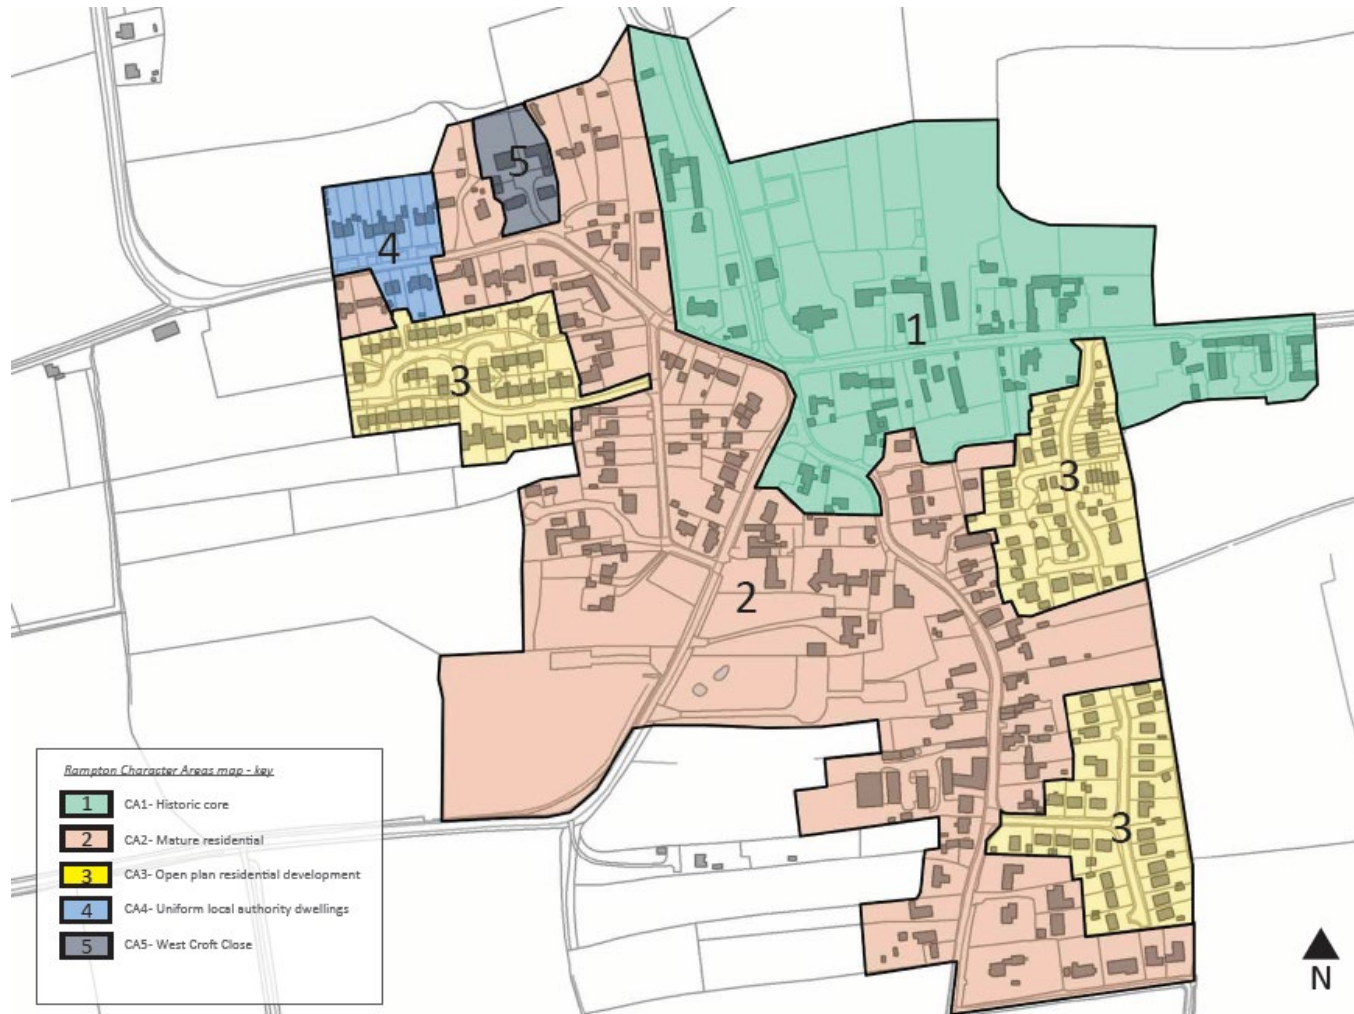 5
4
1
3
3
2
3
Rampton Character Areas map - key
1 CA1- Historic core
2 CA2- Mature residential
3 CA3- Open plan residential development
4 CA4- Uniform local authority dwellings
5 CA5- West Croft Close
N